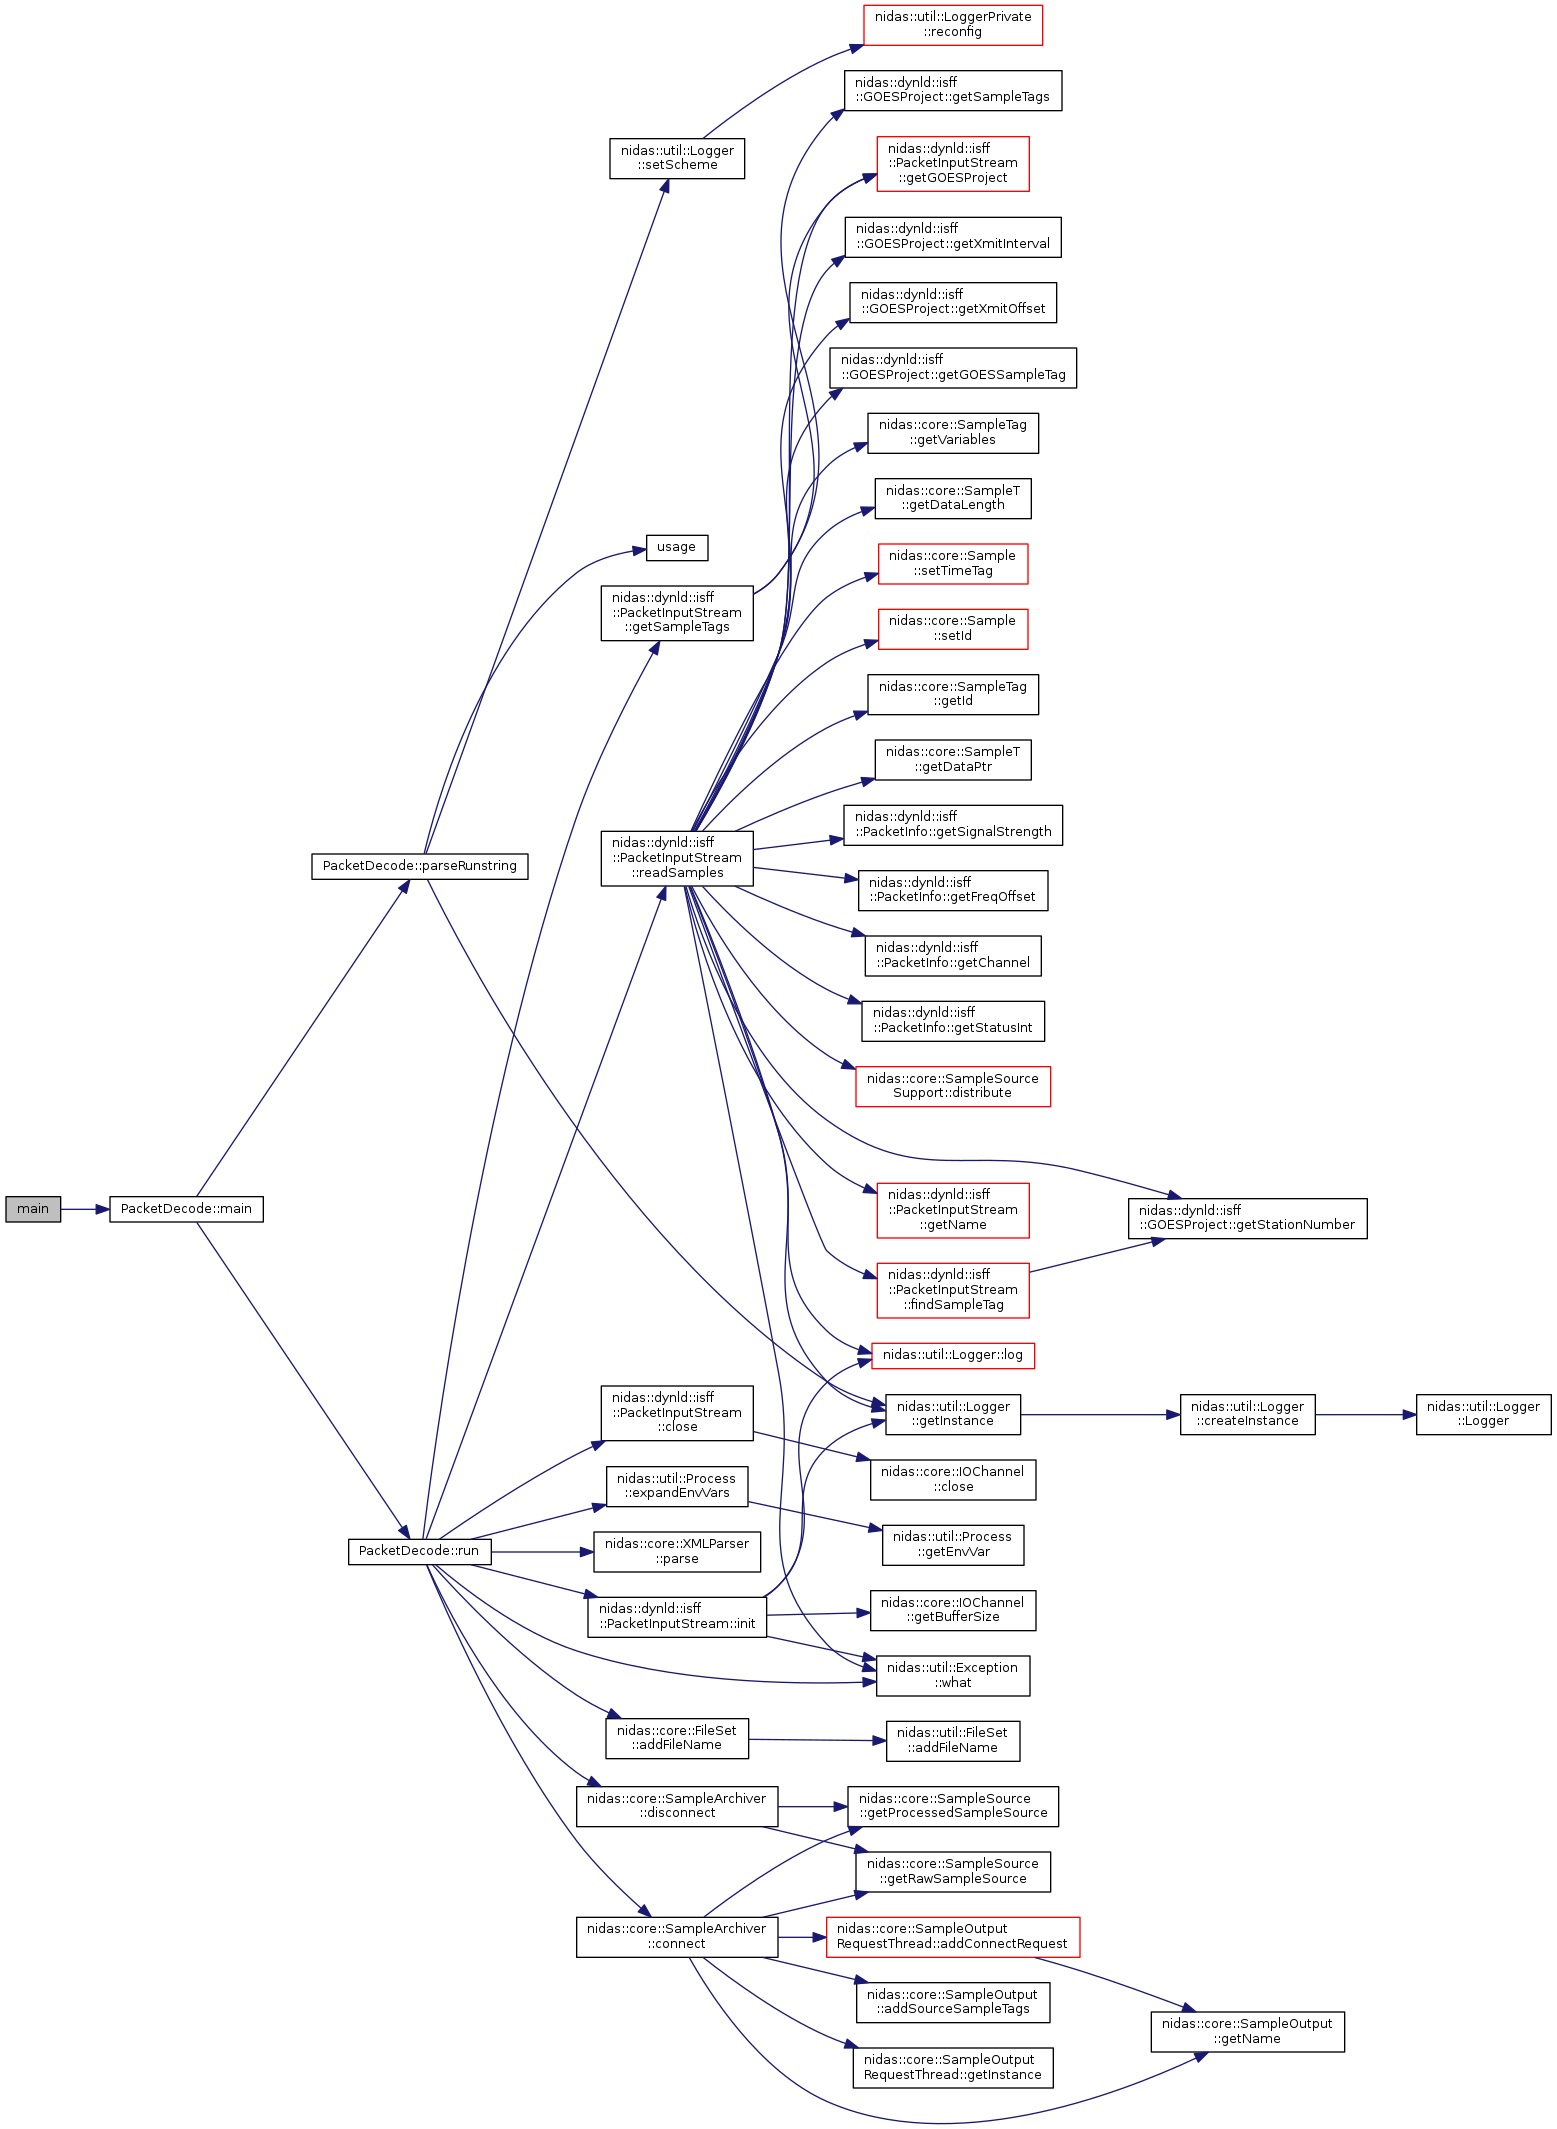 nidas::util::LoggerPrivate
::reconfig
nidas::dynld::isff
::GOESProject::getSampleTags
nidas::util::Logger
::setScheme
nidas::dynld::isff
::PacketInputStream
::getGOESProject
nidas::dynld::isff
::GOESProject::getXmitInterval
nidas::dynld::isff
::GOESProject::getXmitOffset
nidas::dynld::isff
::GOESProject::getGOESSampleTag
nidas::core::SampleTag
::getVariables
nidas::core::SampleT
::getDataLength
usage
nidas::core::Sample
::setTimeTag
nidas::dynld::isff
::PacketInputStream
::getSampleTags
nidas::core::Sample
::setId
nidas::core::SampleTag
::getId
nidas::core::SampleT
::getDataPtr
nidas::dynld::isff
::PacketInfo::getSignalStrength
PacketDecode::parseRunstring
nidas::dynld::isff
::PacketInputStream
::readSamples
nidas::dynld::isff
::PacketInfo::getFreqOffset
nidas::dynld::isff
::PacketInfo::getChannel
nidas::dynld::isff
::PacketInfo::getStatusInt
nidas::core::SampleSource
Support::distribute
main
PacketDecode::main
nidas::dynld::isff
::PacketInputStream
::getName
nidas::dynld::isff
::GOESProject::getStationNumber
nidas::dynld::isff
::PacketInputStream
::findSampleTag
nidas::util::Logger::log
nidas::dynld::isff
::PacketInputStream
::close
nidas::util::Logger
::getInstance
nidas::util::Logger
::createInstance
nidas::util::Logger
::Logger
nidas::core::IOChannel
::close
nidas::util::Process
::expandEnvVars
nidas::util::Process
::getEnvVar
PacketDecode::run
nidas::core::XMLParser
::parse
nidas::dynld::isff
::PacketInputStream::init
nidas::core::IOChannel
::getBufferSize
nidas::util::Exception
::what
nidas::core::FileSet
::addFileName
nidas::util::FileSet
::addFileName
nidas::core::SampleArchiver
::disconnect
nidas::core::SampleSource
::getProcessedSampleSource
nidas::core::SampleSource
::getRawSampleSource
nidas::core::SampleArchiver
::connect
nidas::core::SampleOutput
RequestThread::addConnectRequest
nidas::core::SampleOutput
::addSourceSampleTags
nidas::core::SampleOutput
::getName
nidas::core::SampleOutput
RequestThread::getInstance